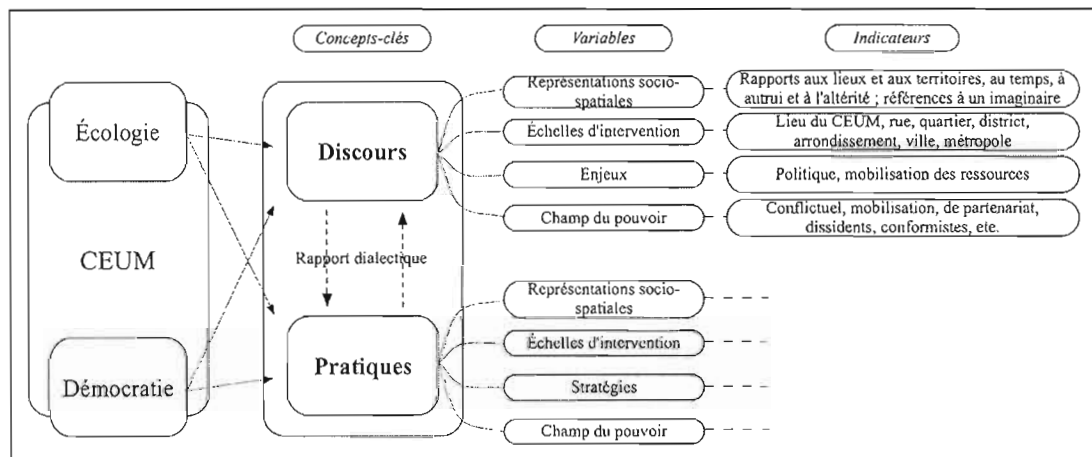 Concepts-clés
Variables
Indicateurs
Écologie
CEUM
Démocratie
Discours
Rapport dialectique
Pratiques
Représentations socio-
spatiales
Échelles d'intervention
Enjeux
Champ du pouvoir
Rapports aux lieux et aux territoires, au temps, à
autrui et à l'altérité ; références à un imaginaire
Lieu du CEUM, rue, quartier, district,
arrondissement, ville, métropole
Politique, mobilisation des ressources
Conflictuel, mobilisation, de partenariat,
dissidents, conformistes, etc.
Représentations socio-
spatiales
Échelles d'intervention
Stratégies
Champ du pouvoir